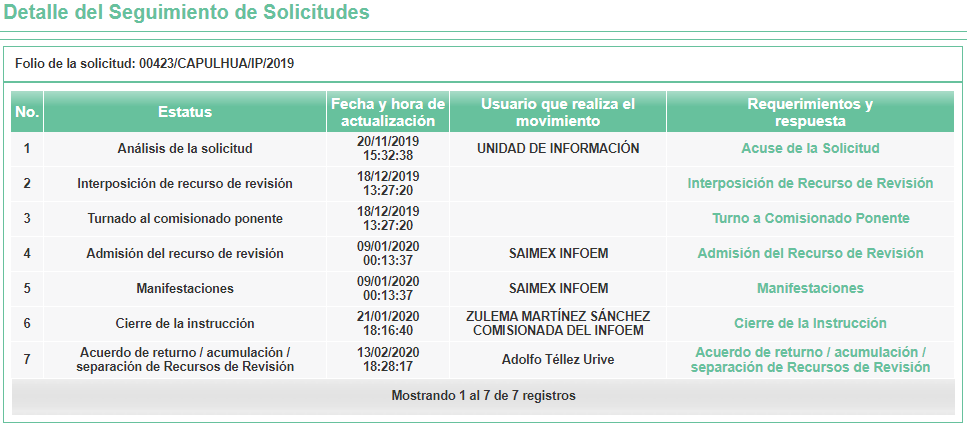 Detalle del Seguimiento de Solicitudes
Folio de la solicitud: 00423/CAPULHUA/IP/2019
No. Estatus Fecha y hora de actualización Usuario que realiza el movimiento Requerimientos y respuesta
1 Análisis de la solicitud 20/11/2019 15:32:38 UNIDAD DE INFORMACIÓN Acuse de la Solicitud
2 Interposición de recurso de revisión 18/12/2019 13:27:20 Interposición de Recurso de Revisión
3 Turnado al comisionado ponente 18/12/2019 13:27:20 Turno a Comisionado Ponente
4 Admisión del recurso de revisión 09/01/2020 00:13:37 SAIMEX INFOEM Admisión del Recurso de Revisión
5 Manifestaciones 09/01/2020 00:13:37 SAIMEX INFOEM Manifestaciones
6 Cierre de la instrucción 21/01/2020 18:16:40 ZULEMA MARTÍNEZ SÁNCHEZ COMISIONADA DEL INFOEM Cierre de la Instrucción
7 Acuerdo de returno / acumulación / separación de Recursos de Revisión 13/02/2020 18:28:17 Adolfo Téllez Urive Acuerdo de returno / acumulación / separación de Recursos de Revisión
Mostrando 1 al 7 de 7 registros